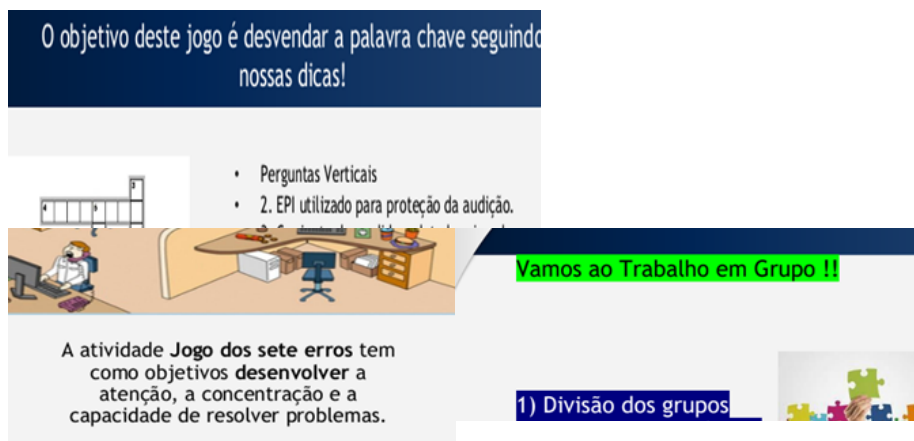 O objetivo deste jogo é desvendar a palavra chave seguindo
nossas dicas!
• Perguntas Verticais
• 2. EPI utilizado para proteção da audição.
A atividade Jogo dos sete erros tem
como objetivos desenvolver a
atenção, a concentração e a
capacidade de resolver problemas.
Vamos ao Trabalho em Grupo !!
1) Divisão dos grupos